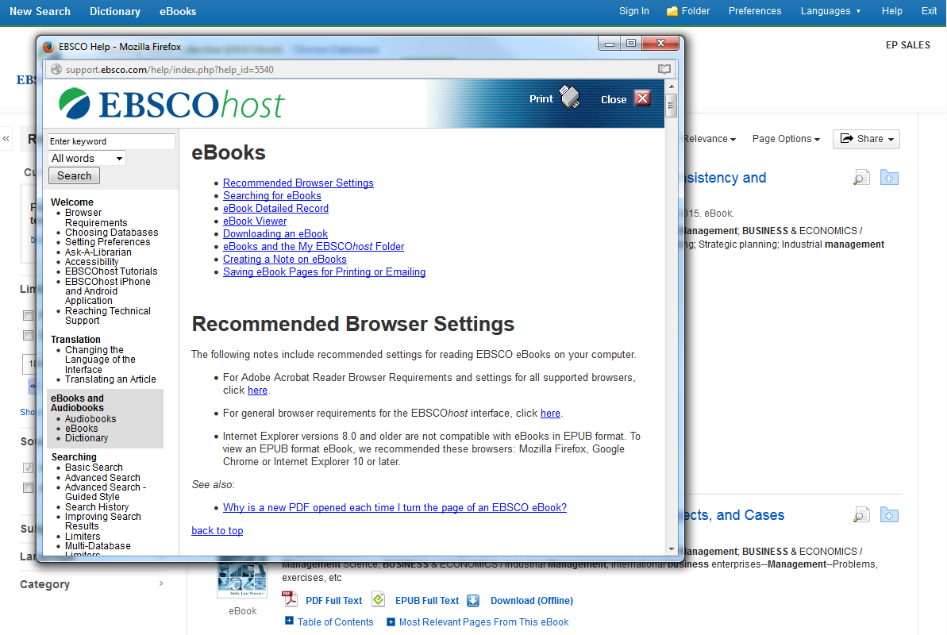 New Search Dictionary eBooks
Sign In Folder Preferences Languages Help Exit
EP SALES
EBSCO Help - Mozilla Firefox
support.ebsco.com/help/index.php?help_id=5540
EBSCOhost
Print Close
Enter keyword
All words
Search
Welcome
Browser
Requirements
Choosing Databases
Setting Preferences
Ask-A-Librarian
Accessibility
EBSCOhost Tutorials
EBSCOhost iPhone
and Android
Application
Reaching Technical
Support
Translation
Changing the
Language of the
Interface
Translating an Article
eBooks and
Audiobooks
Audiobooks
eBooks
Dictionary
Searching
Basic Search
Advanced Search
Advanced Search -
Guided Style
Search History
Improving Search
Results
Limiters
Multi-Database
Limiters
eBooks
Recommended Browser Settings
Searching for eBooks
eBook Detailed Record
eBook Viewer
Downloading an eBook
eBooks and the My EBSCOhost Folder
Creating a Note on eBooks
Saving eBook Pages for Printing or Emailing
Recommended Browser Settings
The following notes include recommended settings for reading EBSCO eBooks on your computer.
For Adobe Acrobat Reader Browser Requirements and settings for all supported browsers,
click here.
For general browser requirements for the EBSCOhost interface, click here.
Internet Explorer versions 8.0 and older are not compatible with eBooks in EPUB format. To
view an EPUB format eBook, we recommended these browsers: Mozilla Firefox, Google
Chrome or Internet Explorer 10 or later.
See also:
Why is a new PDF opened each time I turn the page of an EBSCO eBook?
back to top
Relevance Page Options Share
and
2015. eBook.
Management; BUSINESS & ECONOMICS /
Strategic planning; Industrial management
and Cases
Management; BUSINESS & ECONOMICS /
Management Science; BUSINESS & ECONOMICS / Industrial Management; International business enterprises--Management--Problems,
exercises, etc
eBook
PDF Full Text EPUB Full Text Download (Offline)
Table of Contents Most Relevant Pages From This eBook
Category